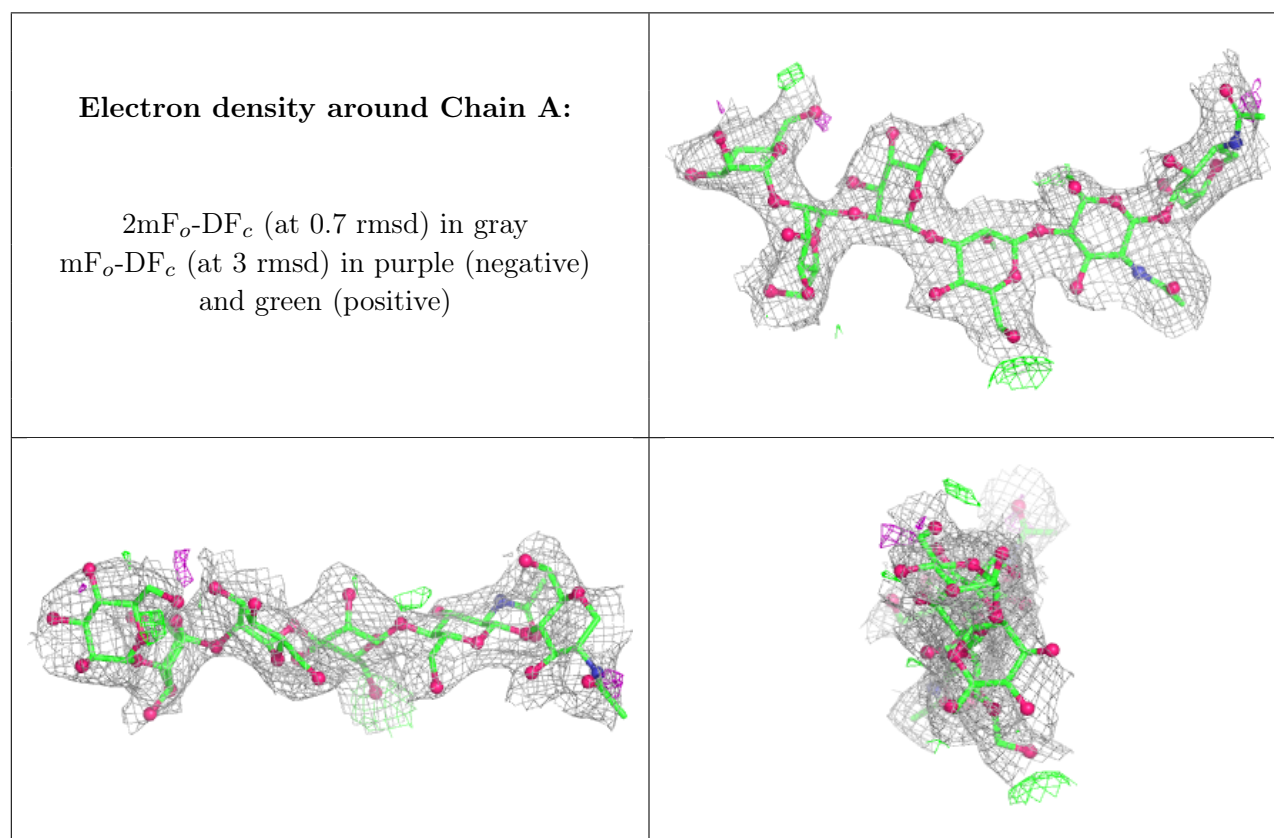 Electron density around Chain A:
2mFₒ-DF𝒸 (at 0.7 rmsd) in gray
mFₒ-DF𝒸 (at 3 rmsd) in purple (negative)
and green (positive)